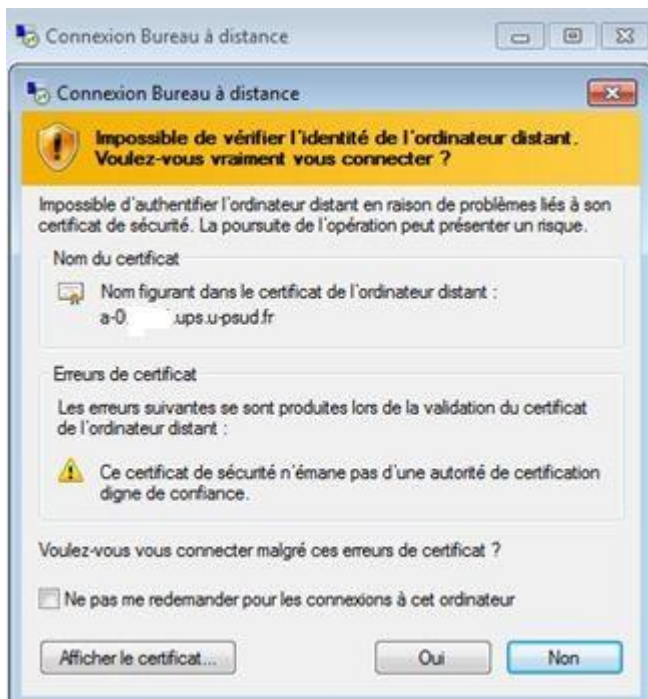 Connexion Bureau à distance
Connexion Bureau à distance
Impossible de vérifier l'identité de l'ordinateur distant.
Voulez-vous vraiment vous connecter ?
Impossible d'authentifier l'ordinateur distant en raison de problèmes liés à son
certificat de sécurité. La poursuite de l'opération peut présenter un risque.
Nom du certificat
Nom figurant dans le certificat de l'ordinateur distant :
a-0 .ups.u-psud.fr
Erreurs de certificat
Les erreurs suivantes se sont produites lors de la validation du certificat
de l'ordinateur distant :
Ce certificat de sécurité n'émane pas d'une autorité de certification
digne de confiance.
Voulez-vous vous connecter malgré ces erreurs de certificat ?
Ne pas me redemander pour les connexions à cet ordinateur
Afficher le certificat...
Oui
Non